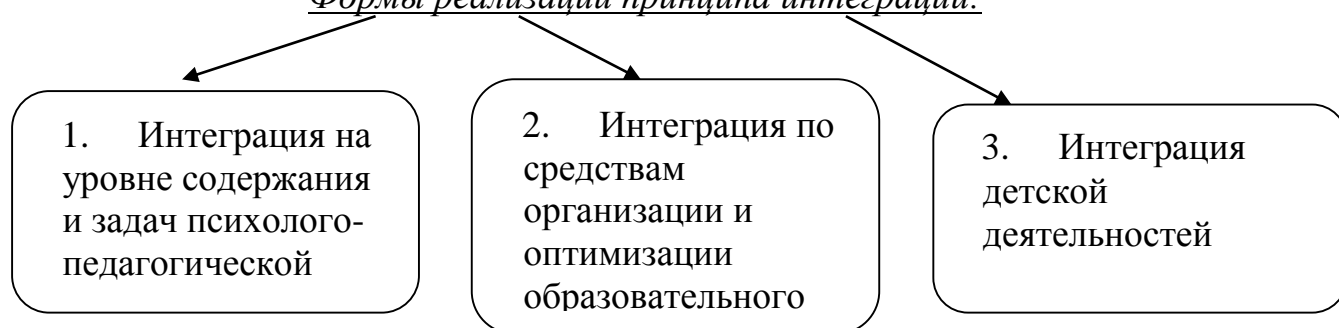 Формы реализации принципа интеграции:
1. Интеграция на
уровне содержания
и задач психолого-
педагогической
2. Интеграция по
средствам
организации и
оптимизации
образовательного
3. Интеграция
детской
деятельностей